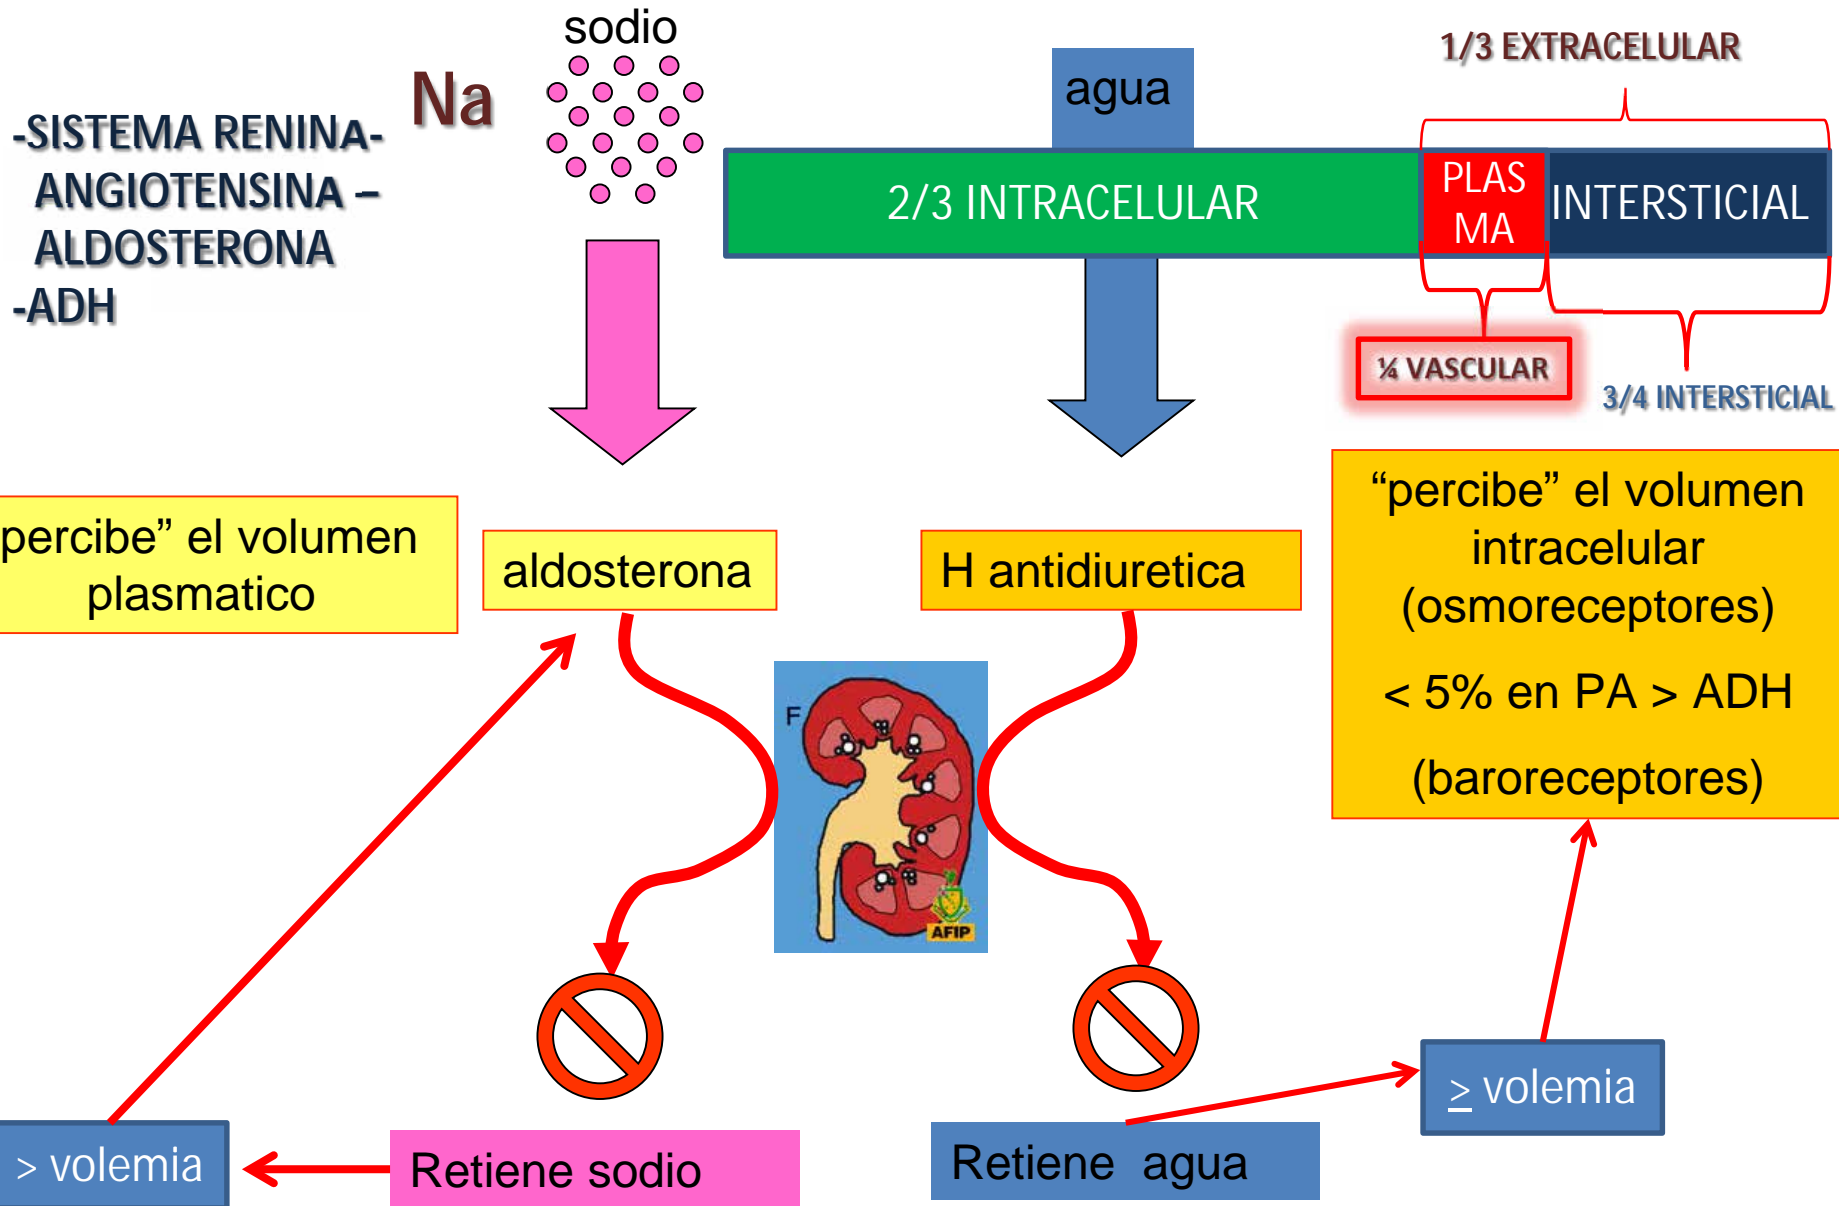 sodio
Na
-SISTEMA RENINA-
ANGIOTENSINA –
ALDOSTERONA
-ADH
agua
1/3 EXTRACELULAR
2/3 INTRACELULAR
PLAS
MA
INTERSTICIAL
¼ VASCULAR
3/4 INTERSTICIAL
percibe” el volumen
plasmatico
aldosterona
H antidiuretica
“percibe” el volumen
intracelular
(osmoreceptores)
< 5% en PA > ADH
(baroreceptores)
F
AFIP
> volemia
Retiene sodio
Retiene agua
≥ volemia